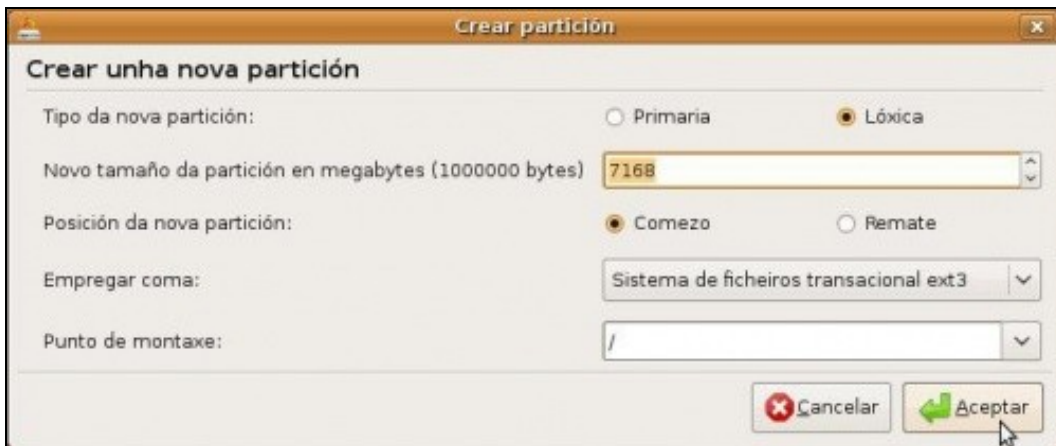 Crear partición
Crear unha nova partición
Tipo da nova partición: Primaria Lóxica
Novo tamaño da partición en megabytes (1000000 bytes) 7168
Posición da nova partición: Comezo Remate
Empregar coma: Sistema de ficheiros transacional ext3
Punto de montaxe: /
Cancelar Aceptar